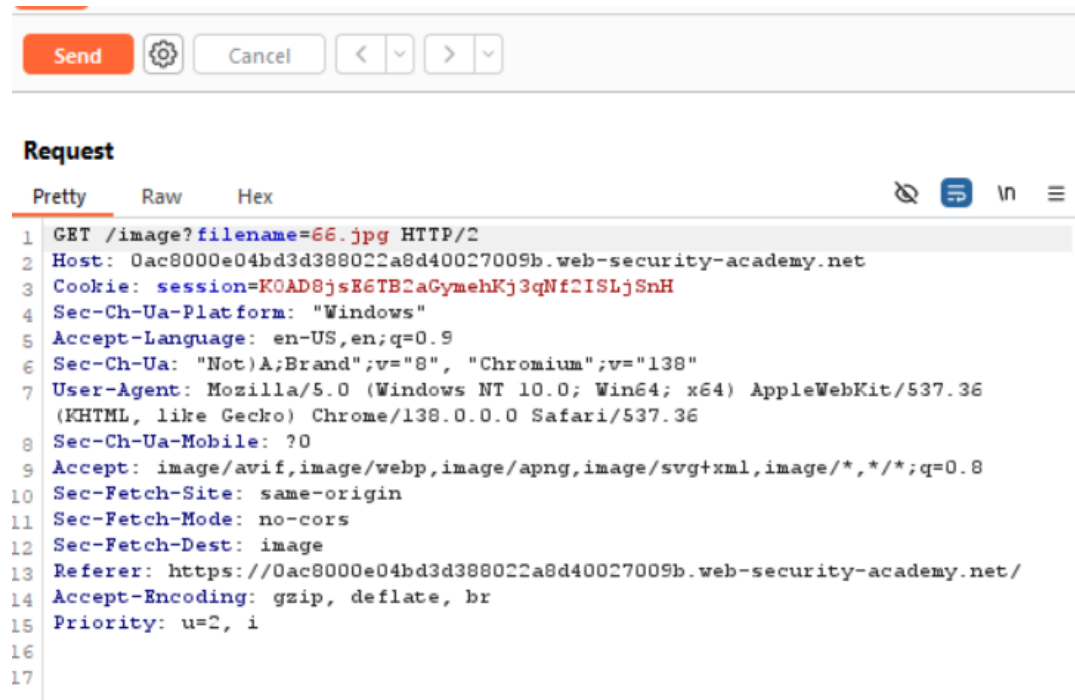 Send Cancel < >
Request
Pretty Raw Hex \n
1 GET /image?filename=66.jpg HTTP/2
2 Host: 0ac8000e04bd3d388022a8d40027009b.web-security-academy.net
3 Cookie: session=K0AD8jsE6TB2aGymehKj3qNf2ISLjSnH
4 Sec-Ch-Ua-Platform: "Windows"
5 Accept-Language: en-US,en;q=0.9
6 Sec-Ch-Ua: "Not)A;Brand";v="8", "Chromium";v="138"
7 User-Agent: Mozilla/5.0 (Windows NT 10.0; Win64; x64) AppleWebKit/537.36
(KHTML, like Gecko) Chrome/138.0.0.0 Safari/537.36
8 Sec-Ch-Ua-Mobile: ?0
9 Accept: image/avif,image/webp,image/apng,image/svg+xml,image/*,*/*;q=0.8
10 Sec-Fetch-Site: same-origin
11 Sec-Fetch-Mode: no-cors
12 Sec-Fetch-Dest: image
13 Referer: https://0ac8000e04bd3d388022a8d40027009b.web-security-academy.net/
14 Accept-Encoding: gzip, deflate, br
15 Priority: u=2, i
16
17